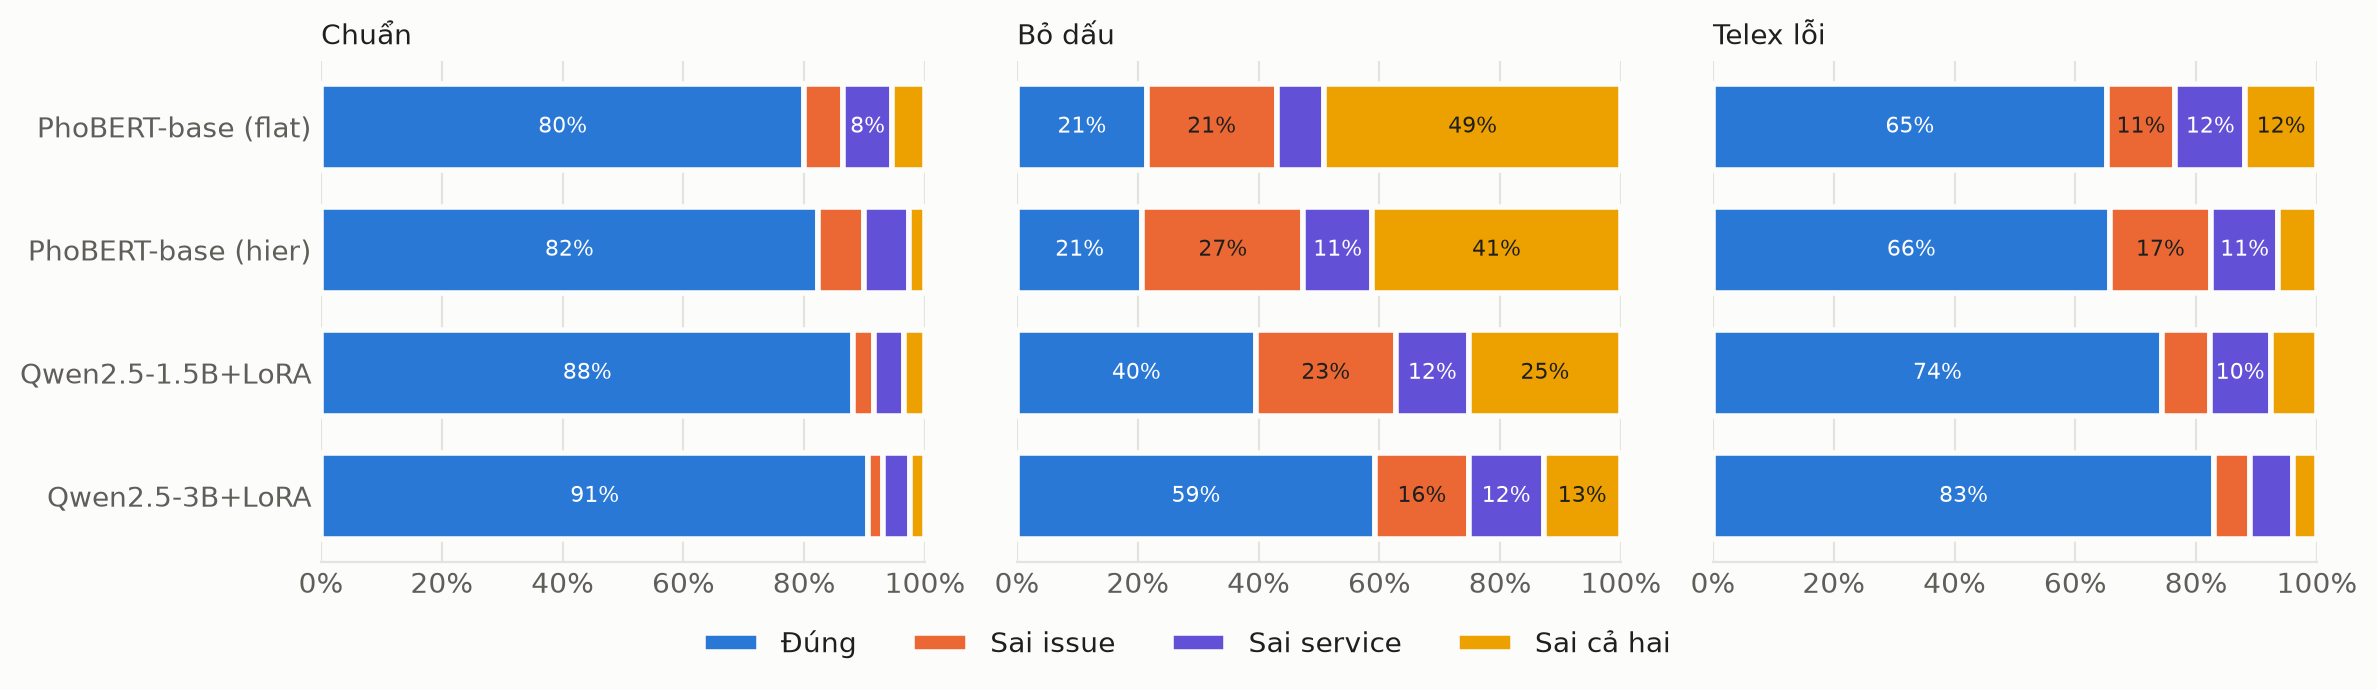 Chuẩn
Bỏ dấu
Telex lỗi
PhoBERT-base (flat)
80%
8%
21%
21%
49%
65%
11%
12%
12%
PhoBERT-base (hier)
82%
21%
27%
11%
41%
66%
17%
11%
Qwen2.5-1.5B+LoRA
88%
40%
23%
12%
25%
74%
10%
Qwen2.5-3B+LoRA
91%
59%
16%
12%
13%
83%
0% 20% 40% 60% 80% 100%
0% 20% 40% 60% 80% 100%
0% 20% 40% 60% 80% 100%
Đúng
Sai issue
Sai service
Sai cả hai